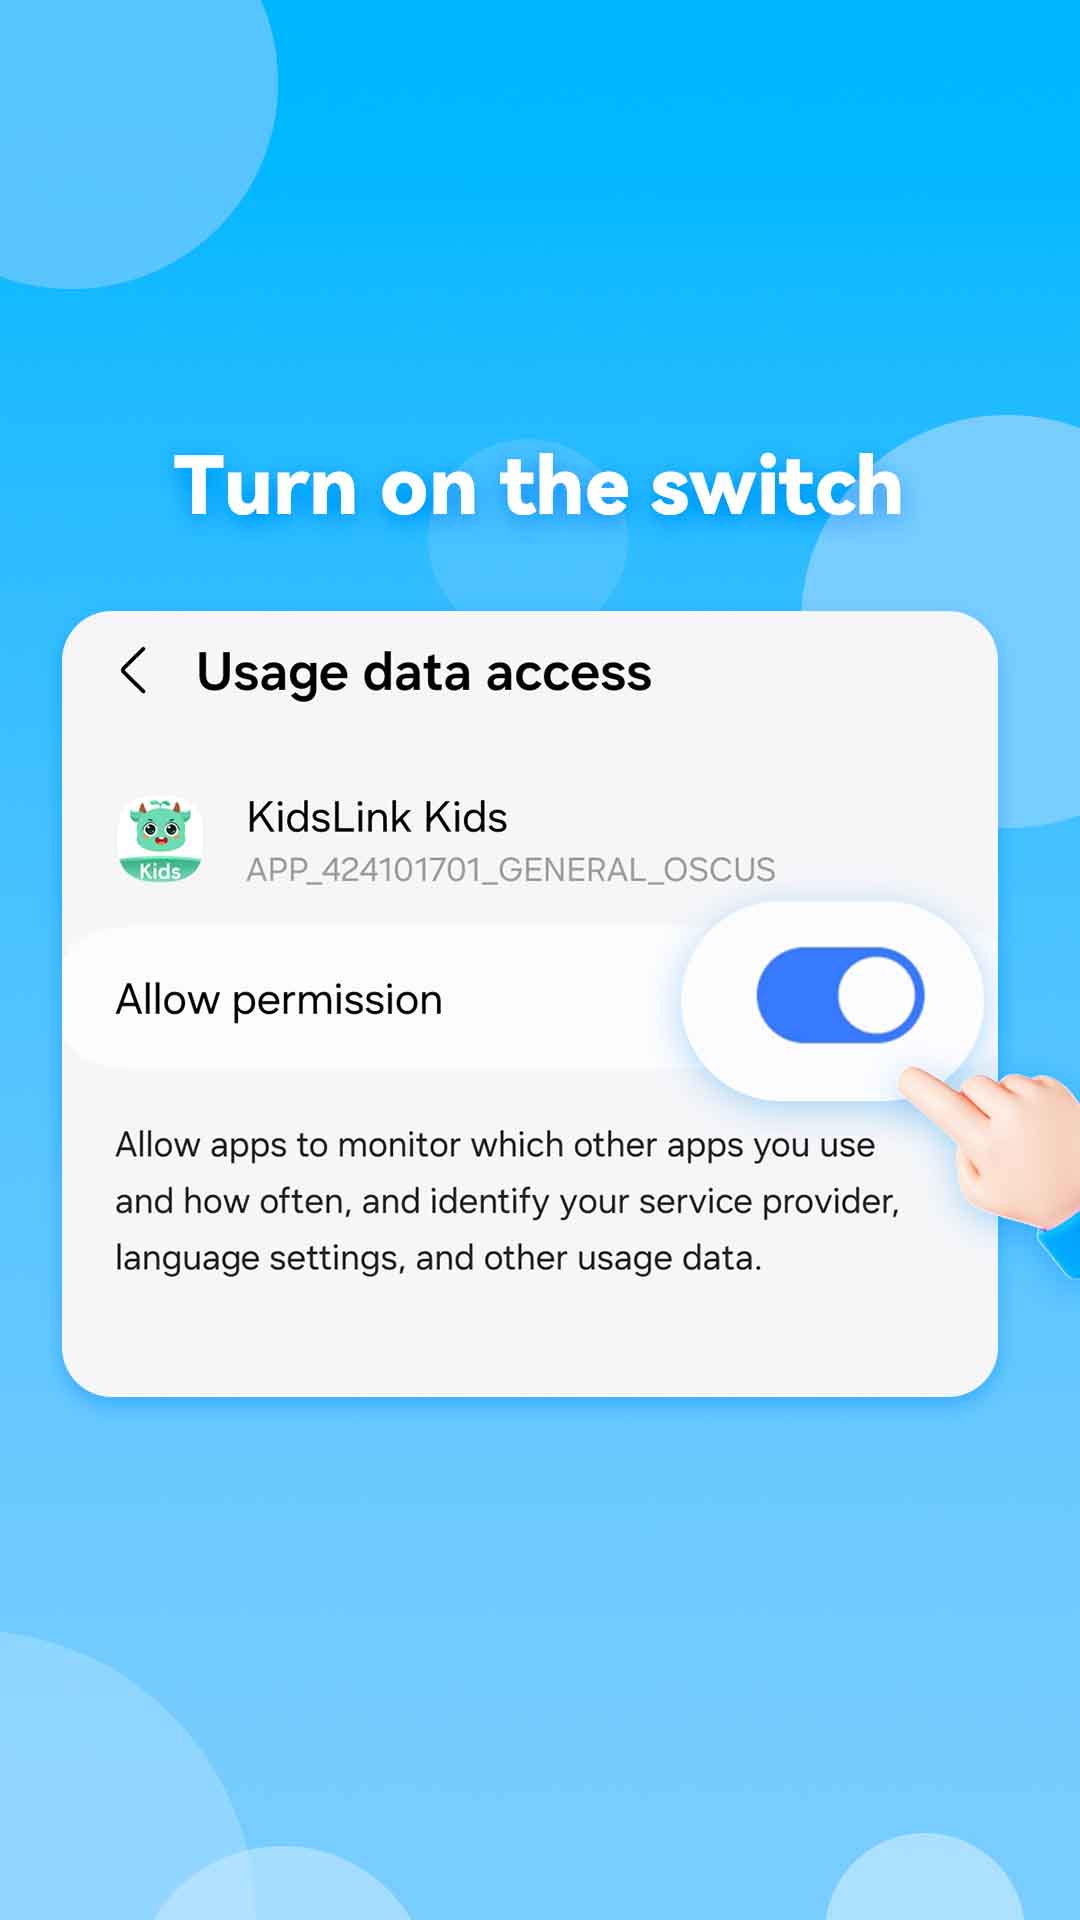 Turn on the switch
Usage data access
KidsLink Kids
APP_424101701_GENERAL_OSCUS
Kids
Allow permission
Allow apps to monitor which other apps you use
and how often, and identify your service provider,
language settings, and other usage data.